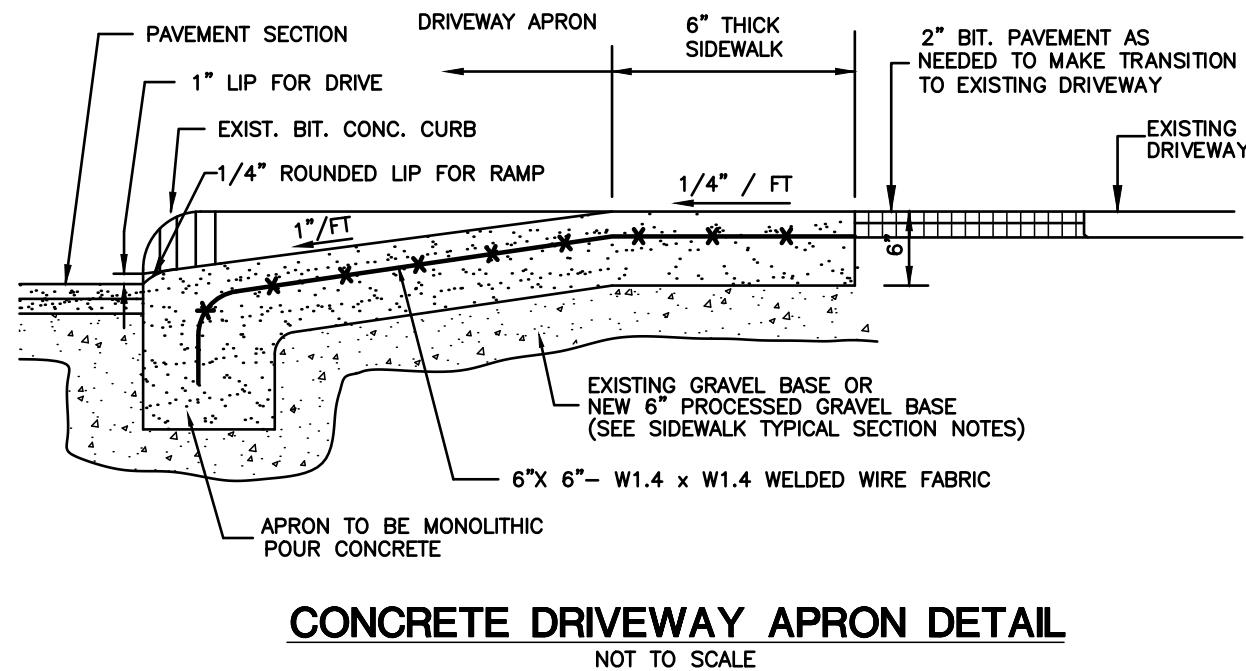 DRIVEWAY APRON
6" THICK
SIDEWALK
PAVEMENT SECTION
2" BIT. PAVEMENT AS
NEEDED TO MAKE TRANSITION
TO EXISTING DRIVEWAY
1" LIP FOR DRIVE
EXIST. BIT. CONC. CURB
EXISTING
DRIVEWAY
1/4" ROUNDED LIP FOR RAMP
1/4" / FT
1"/FT
6"
EXISTING GRAVEL BASE OR
NEW 6" PROCESSED GRAVEL BASE
(SEE SIDEWALK TYPICAL SECTION NOTES)
6"X 6"- W1.4 x W1.4 WELDED WIRE FABRIC
APRON TO BE MONOLITHIC
POUR CONCRETE
CONCRETE DRIVEWAY APRON DETAIL
NOT TO SCALE